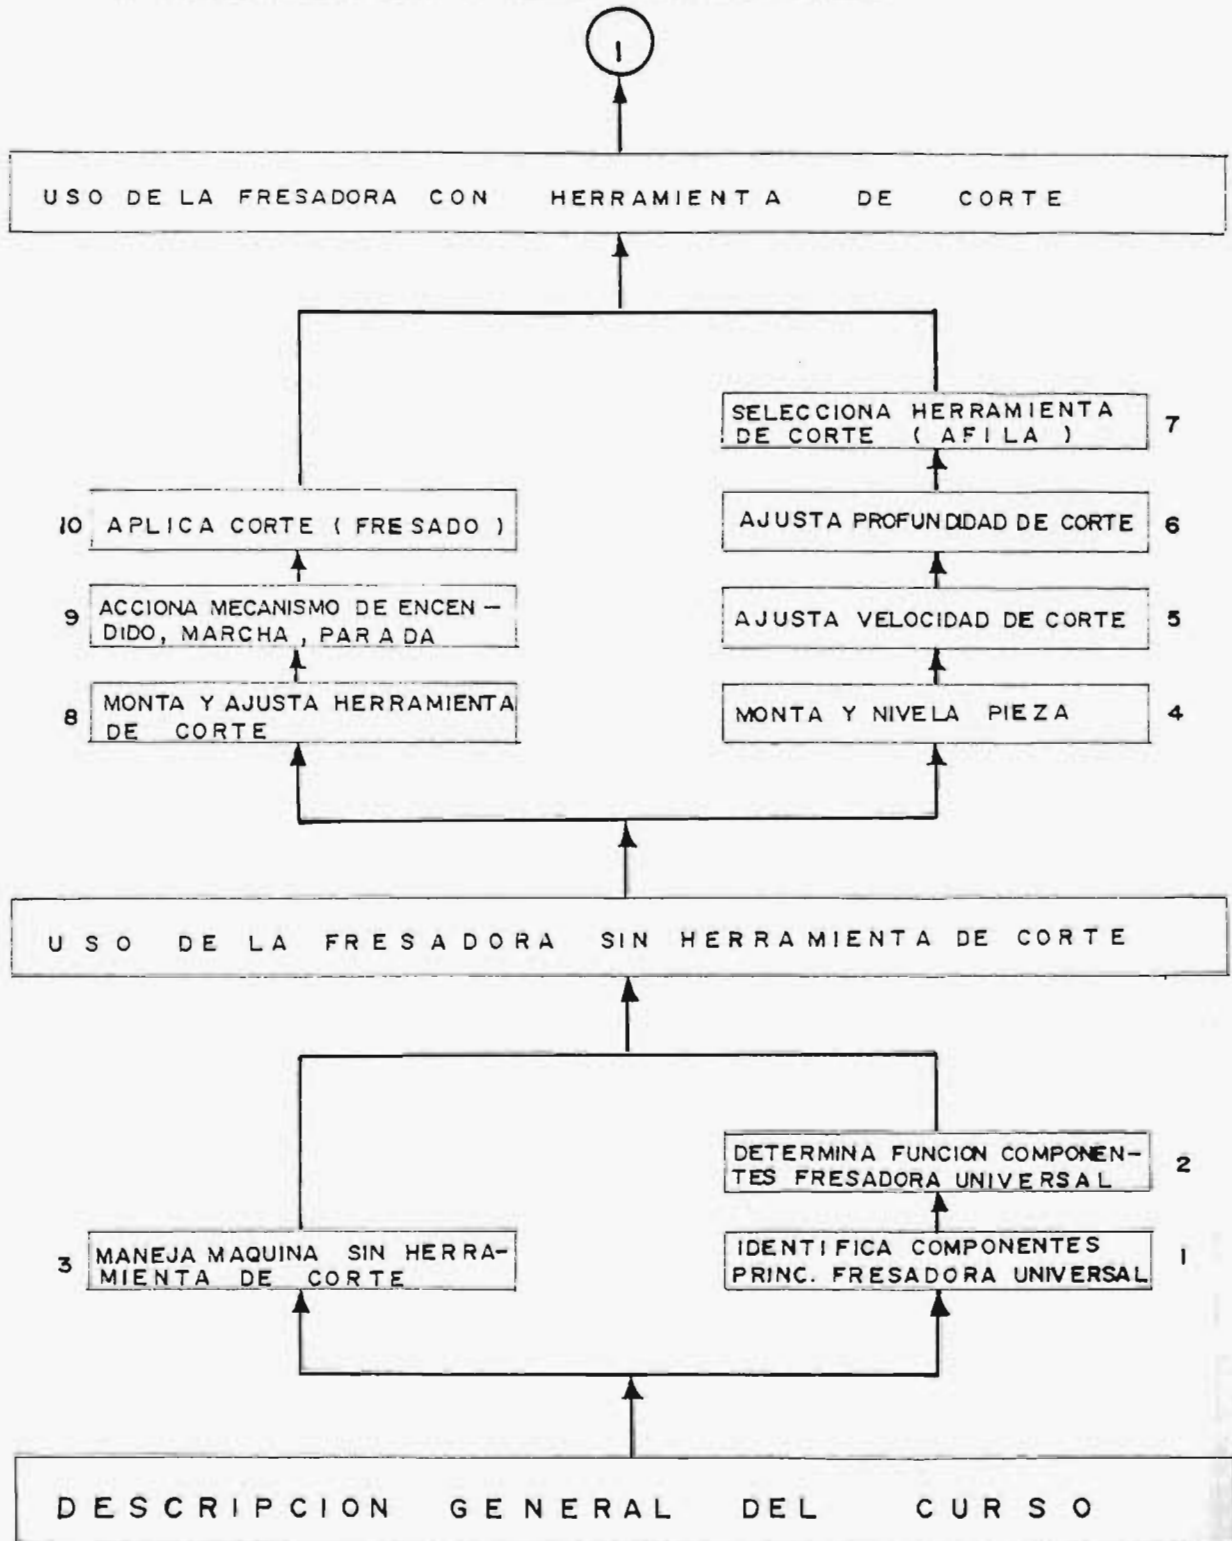 1
USO DE LA FRESADORA CON HERRAMIENTA DE CORTE
SELECCIONA HERRAMIENTA
DE CORTE ( AFILA )
7
10
APLICA CORTE ( FRESADO )
AJUSTA PROFUNDIDAD DE CORTE
6
9
ACCIONA MECANISMO DE ENCEN-
DIDO, MARCHA, PARADA
AJUSTA VELOCIDAD DE CORTE
5
8
MONTA Y AJUSTA HERRAMIENTA
DE CORTE
MONTA Y NIVELA PIEZA
4
USO DE LA FRESADORA SIN HERRAMIENTA DE CORTE
DETERMINA FUNCION COMPONEN-
TES FRESADORA UNIVERSAL
2
3
MANEJA MAQUINA SIN HERRA-
MIENTA DE CORTE
IDENTIFICA COMPONENTES
PRINC. FRESADORA UNIVERSAL
1
DESCRIPCION GENERAL DEL CURSO